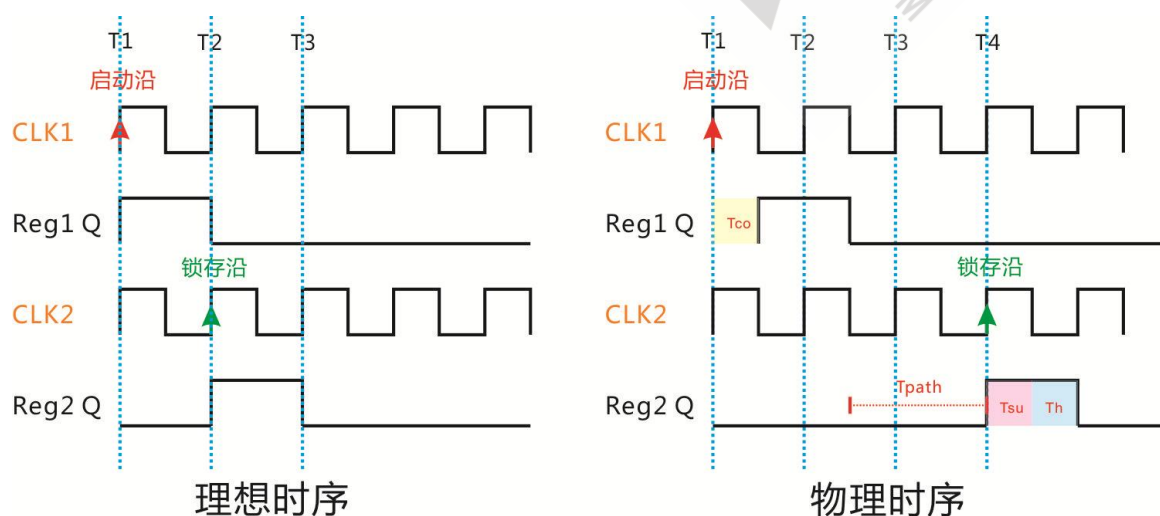 T1 T2 T3
启动沿
CLK1
Reg1 Q
锁存沿
CLK2
Reg2 Q
理想时序
T1 T2 T3 T4
启动沿
CLK1
Reg1 Q
Tco
锁存沿
CLK2
Reg2 Q
Tpath
Tsu Th
物理时序